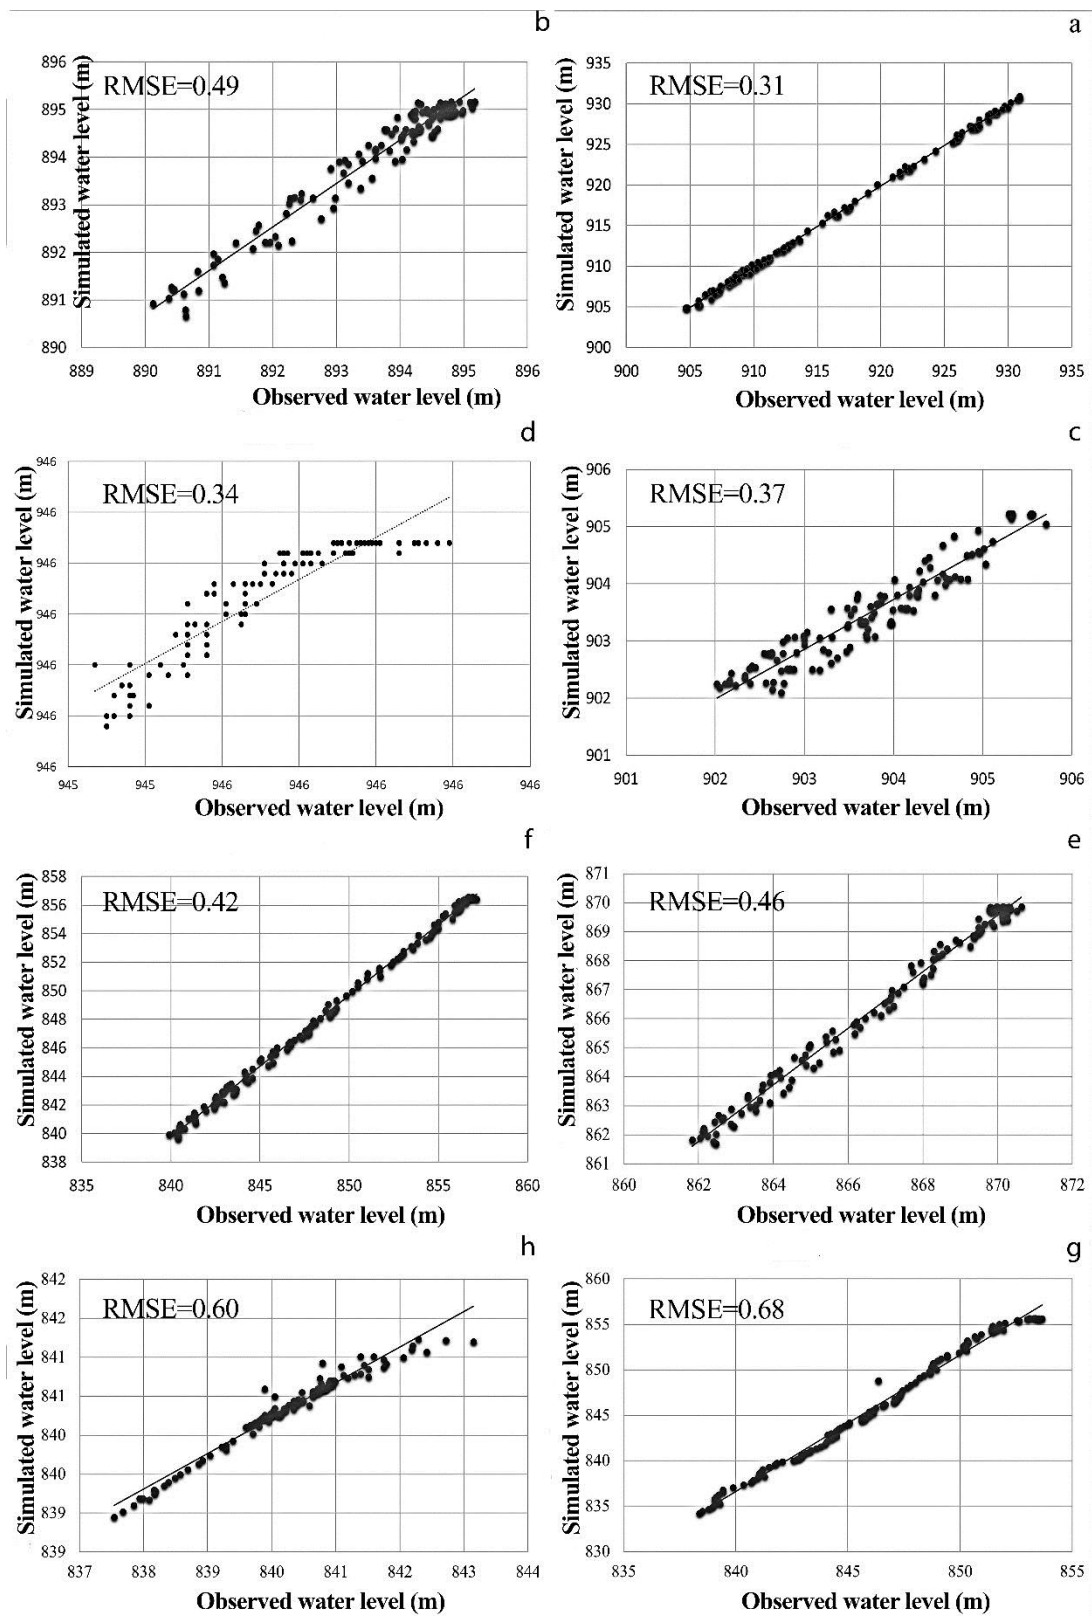 b
RMSE=0.49
Simulated water level (m)
896
895
894
893
892
891
890
889 890 891 892 893 894 895 896
Observed water level (m)
a
RMSE=0.31
Simulated water level (m)
935
930
925
920
915
910
905
900
900 905 910 915 920 925 930 935
Observed water level (m)
d
RMSE=0.34
Simulated water level (m)
946
946
946
946
946
946
946
945 945 946 946 946 946 946
Observed water level (m)
c
RMSE=0.37
Simulated water level (m)
906
905
904
903
902
901
901 902 903 904 905 906
Observed water level (m)
f
RMSE=0.42
Simulated water level (m)
858
856
854
852
850
848
846
844
842
840
838
835 840 845 850 855 860
Observed water level (m)
e
RMSE=0.46
Simulated water level (m)
871
870
869
868
867
866
865
864
863
862
861
860 862 864 866 868 870 872
Observed water level (m)
h
RMSE=0.60
Simulated water level (m)
842
842
841
841
840
840
839
839
837 838 839 840 841 842 843 844
Observed water level (m)
g
RMSE=0.68
Simulated water level (m)
860
855
850
845
840
835
830
835 840 845 850 855
Observed water level (m)